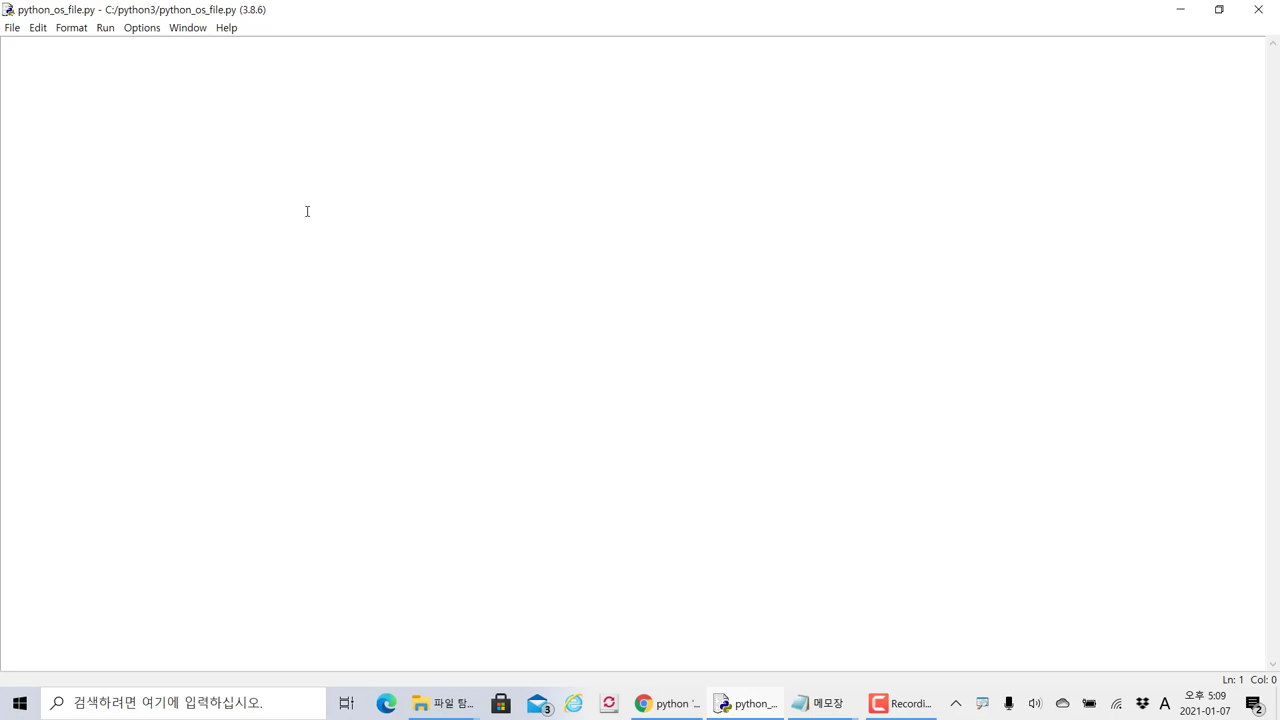 python_os_file.py - C:/python3/python_os_file.py (3.8.6)
File Edit Format Run Options Window Help
Ln: 1 Col: 0
검색하려면 여기에 입력하십시오.
파일 탐...
3
python '...
python_...
메모장
Recordi...
A
오후 5:09
2021-01-07
2